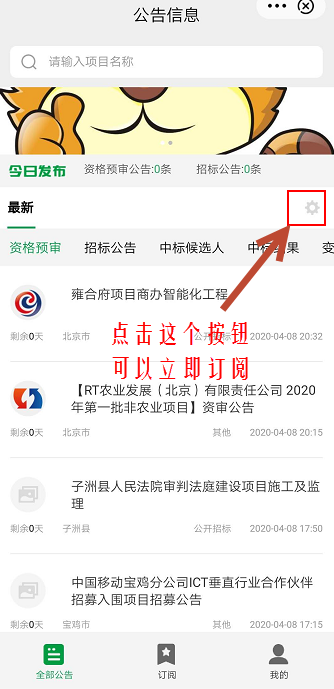 公告信息
请输入项目名称
今日发布 资格预审公告:0条 招标公告:0条
最新
资格预审 招标公告 中标候选人 中标结果 变
雍合府项目商办智能化工程
剩余0天 北京市 公开招标 2020-04-08 20:32
点击这个按钮
可以立即订阅
【RT农业发展（北京）有限责任公司 2020
年第一批非农业项目】资审公告
剩余0天 北京市 其他 2020-04-08 20:15
子洲县人民法院审判法庭建设项目施工及监
理
剩余0天 子洲县 公开招标 2020-04-08 17:50
中国移动宝鸡分公司ICT垂直行业合作伙伴
招募入围项目招募公告
剩余0天 宝鸡市 其他 2020-04-08 17:15
全部公告 订阅 我的